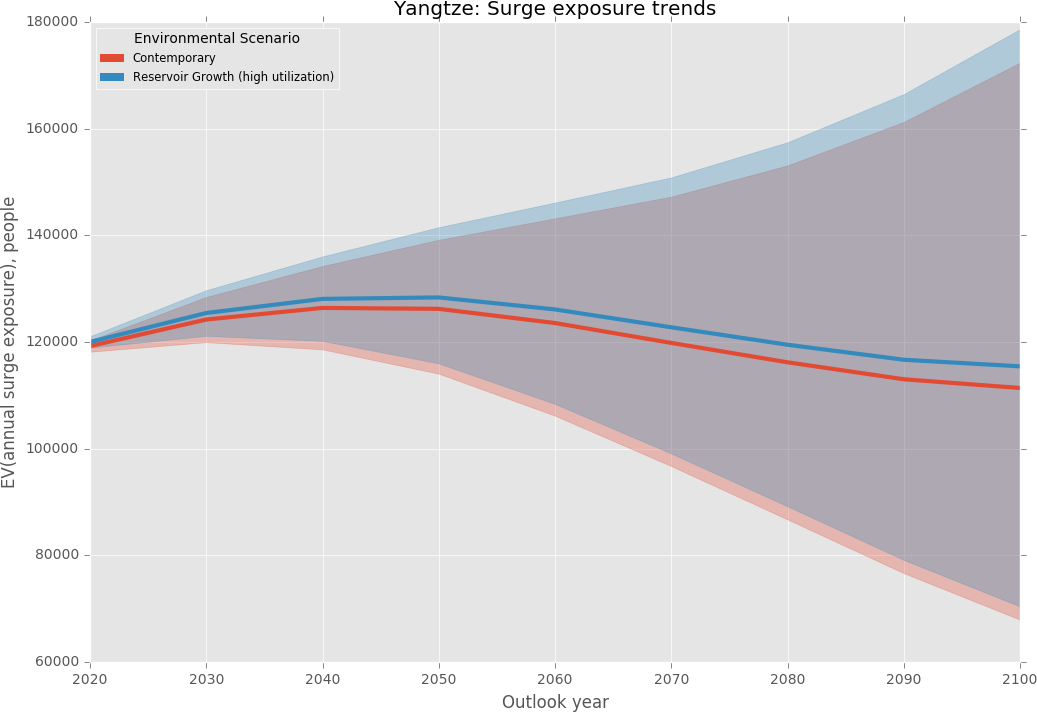 Yangtze: Surge exposure trends
180000
160000
140000
120000
100000
80000
60000
EV(annual surge exposure), people
Environmental Scenario
Contemporary
Reservoir Growth (high utilization)
2020 2030 2040 2050 2060 2070 2080 2090 2100
Outlook year